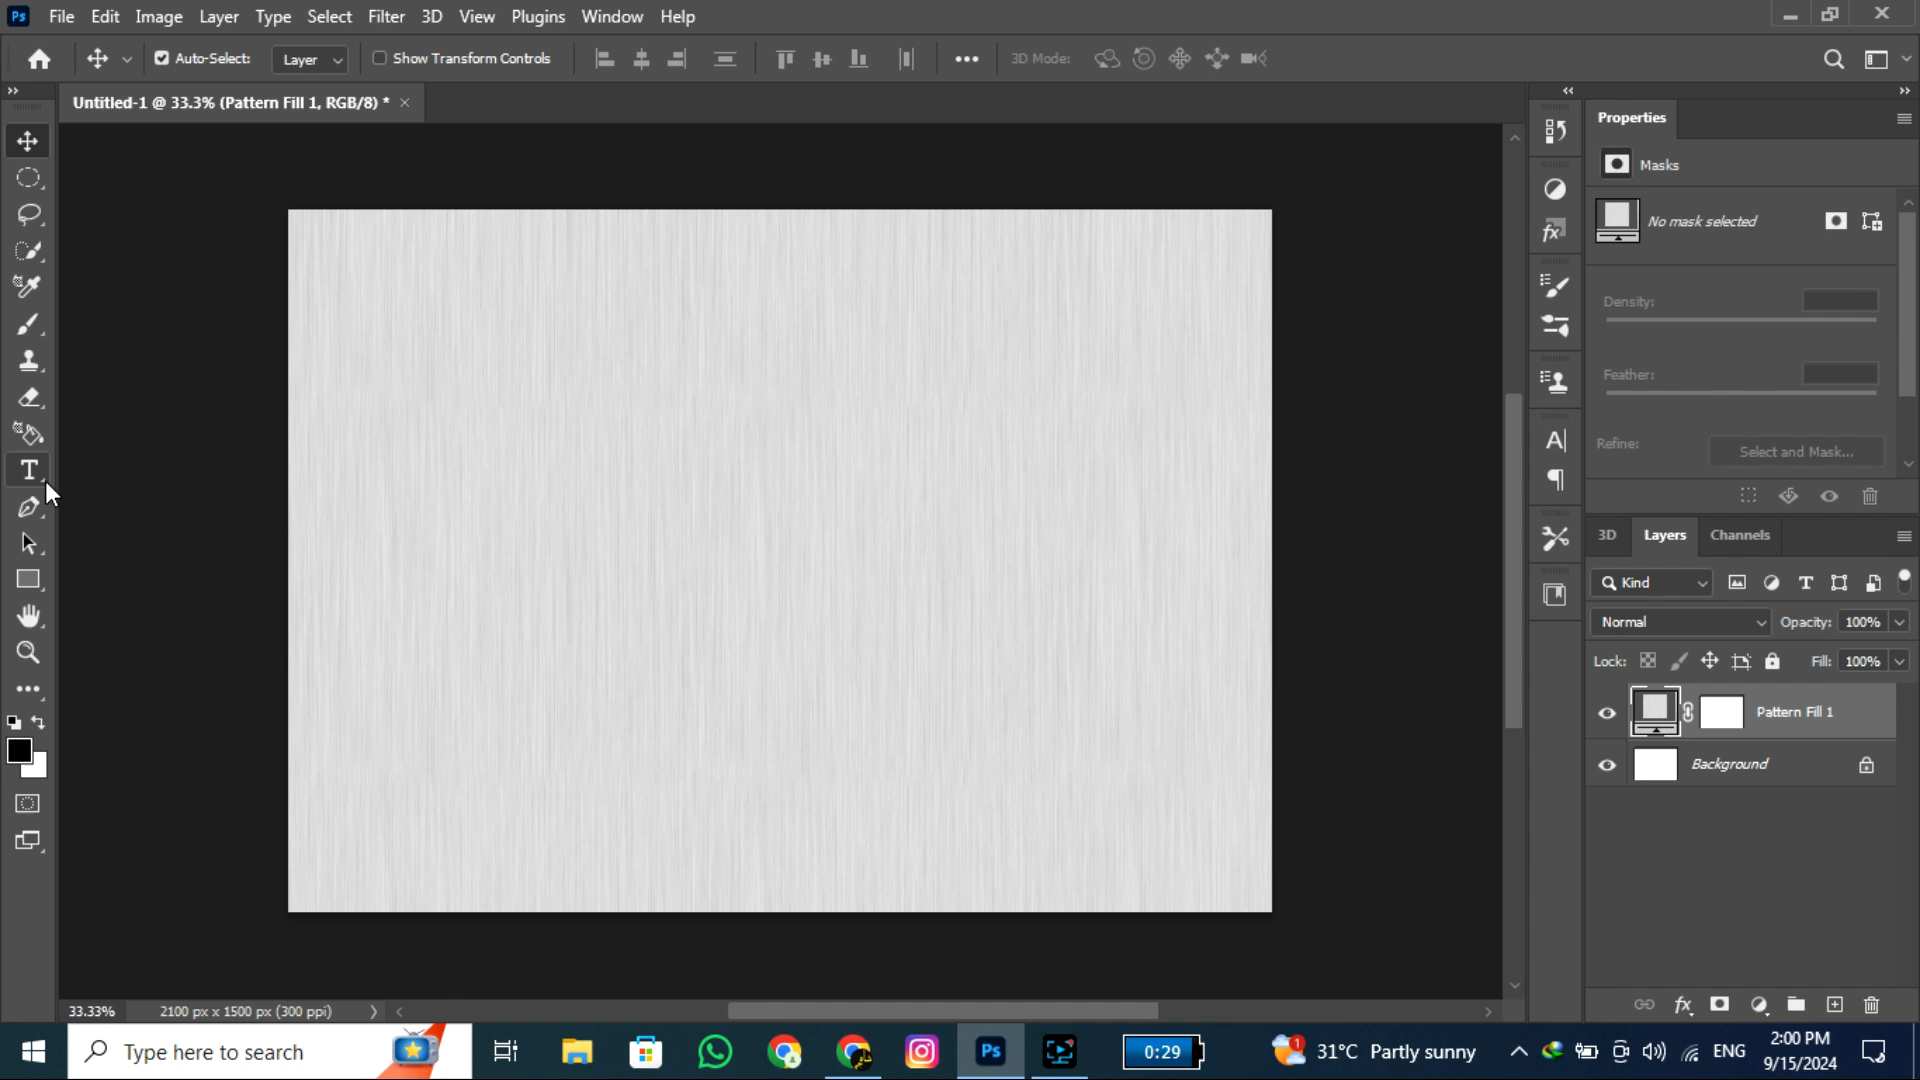 Ps File Edit Image Layer Type Select Filter 3D View Plugins Window Help
Auto-Select: Layer Show Transform Controls 3D Mode:
Untitled-1 @ 33.3% (Pattern Fill 1, RGB/8) *
Properties
Masks
No mask selected
Density:
Feather:
Refine: Select and Mask...
3D Layers Channels
Kind
Normal Opacity: 100%
Lock: Fill: 100%
Pattern Fill 1
Background
33.33% 2100 px x 1500 px (300 ppi)
Type here to search
Ps
0:29
1
31°C Partly sunny
ENG
2:00 PM
9/15/2024